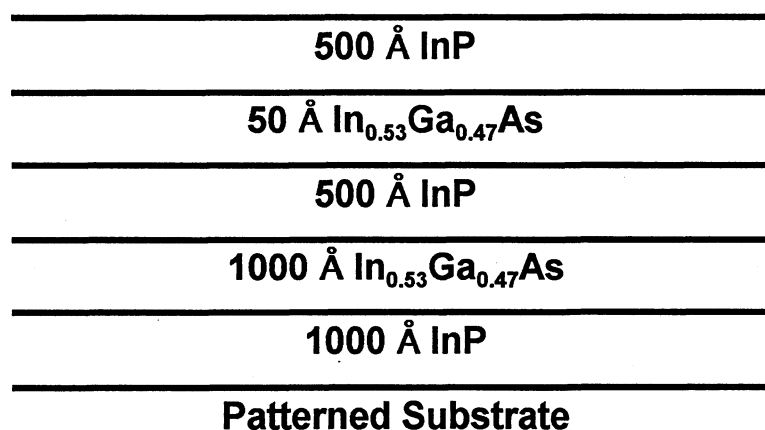 500 Å InP
50 Å In₀.₅₃Ga₀.₄₇As
500 Å InP
1000 Å In₀.₅₃Ga₀.₄₇As
1000 Å InP
Patterned Substrate